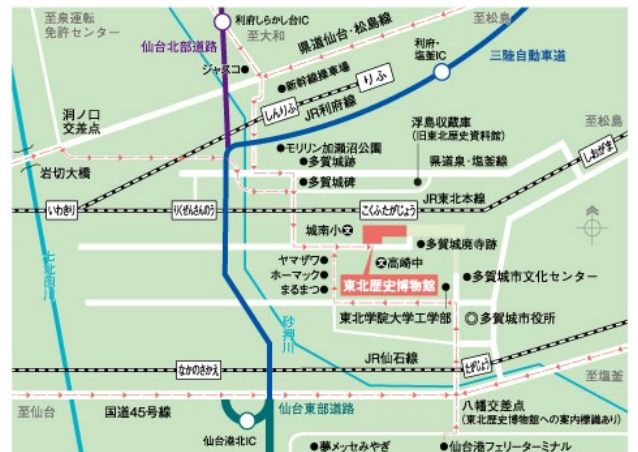 至泉運転
免許センター
利府しらかし台IC
至大和
仙台北部道路
県道仙台・松島線
至松島
利府・
塩釜IC
三陸自動車道
ジャスコ●
●新幹線操車場
りふ
しんりふ
JR利府線
洞ノ口
交差点
浮島収蔵庫
(旧東北歴史資料館)
至松島
●モリリン加瀬沼公園
●多賀城跡
県道泉・塩釜線
しおがま
岩切大橋
●多賀城碑
JR東北本線
いわきり
りくぜんさんのう
こくふたがじょう
城南小
●多賀城廃寺跡
ヤマザワ●
高崎中
ホーマック●
まるまつ●
東北歴史博物館
●多賀城市文化センター
七北田川
砂押川
東北学院大学工学部
◎多賀城市役所
JR仙石線
なかのさかえ
たがじょう
至塩釜
至仙台
国道45号線
仙台東部道路
八幡交差点
(東北歴史博物館への案内標識あり)
仙台港北IC
●夢メッセみやぎ
●仙台港フェリーターミナル